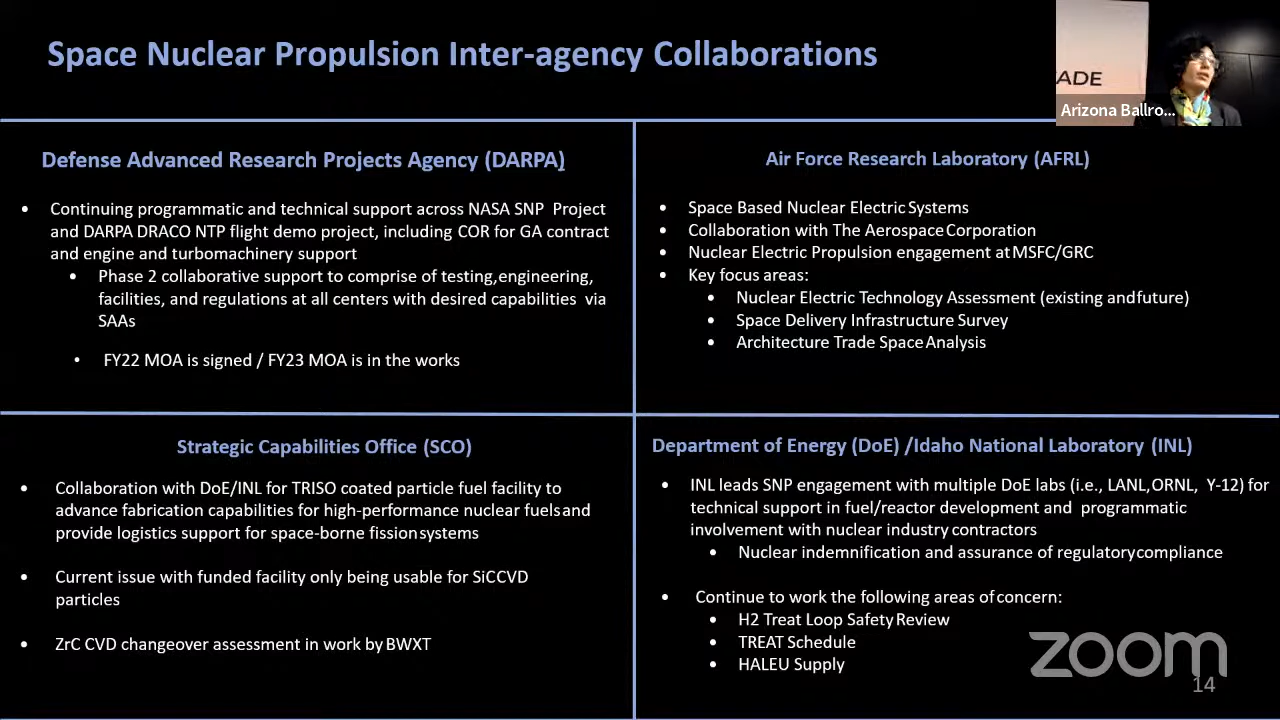 Space Nuclear Propulsion Inter-agency Collaborations
ADE
Arizona Ballro...
Defense Advanced Research Projects Agency (DARPA)
• Continuing programmatic and technical support across NASA SNP Project
and DARPA DRACO NTP flight demo project, including COR for GA contract
and engine and turbomachinery support
• Phase 2 collaborative support to comprise of testing,engineering,
facilities, and regulations at all centers with desired capabilities via
SAAs
• FY22 MOA is signed / FY23 MOA is in the works
Air Force Research Laboratory (AFRL)
• Space Based Nuclear Electric Systems
• Collaboration with The Aerospace Corporation
• Nuclear Electric Propulsion engagement at MSFC/GRC
• Key focus areas:
• Nuclear Electric Technology Assessment (existing and future)
• Space Delivery Infrastructure Survey
• Architecture Trade Space Analysis
Strategic Capabilities Office (SCO)
• Collaboration with DoE/INL for TRISO coated particle fuel facility to
advance fabrication capabilities for high-performance nuclear fuels and
provide logistics support for space-borne fission systems
• Current issue with funded facility only being usable for SiC CVD
particles
• ZrC CVD changeover assessment in work by BWXT
Department of Energy (DoE) /Idaho National Laboratory (INL)
• INL leads SNP engagement with multiple DoE labs (i.e., LANL,ORNL, Y-12) for
technical support in fuel/reactor development and programmatic
involvement with nuclear industry contractors
• Nuclear indemnification and assurance of regulatory compliance
• Continue to work the following areas of concern:
• H2 Treat Loop Safety Review
• TREAT Schedule
• HALEU Supply
zoom
14